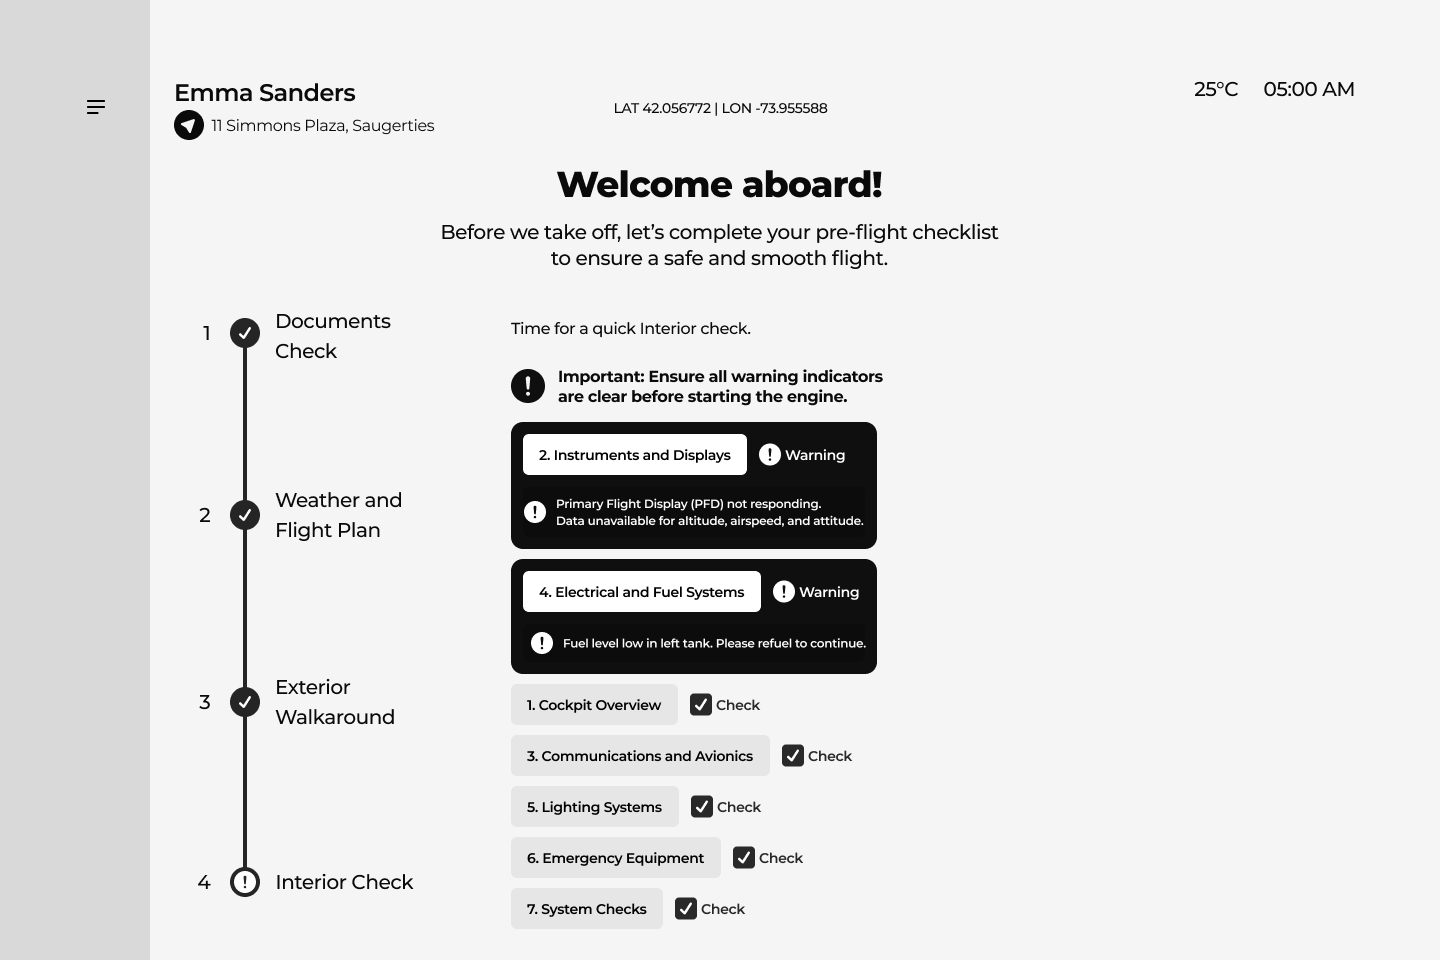 Emma Sanders
11 Simmons Plaza, Saugerties
LAT 42.056772 | LON -73.955588
25°C 05:00 AM
Welcome aboard!
Before we take off, let’s complete your pre-flight checklist
to ensure a safe and smooth flight.
1
Documents
Check
2
Weather and
Flight Plan
3
Exterior
Walkaround
4
Interior Check
Time for a quick Interior check.
Important: Ensure all warning indicators
are clear before starting the engine.
2. Instruments and Displays
Warning
Primary Flight Display (PFD) not responding.
Data unavailable for altitude, airspeed, and attitude.
4. Electrical and Fuel Systems
Warning
Fuel level low in left tank. Please refuel to continue.
1. Cockpit Overview
Check
3. Communications and Avionics
Check
5. Lighting Systems
Check
6. Emergency Equipment
Check
7. System Checks
Check